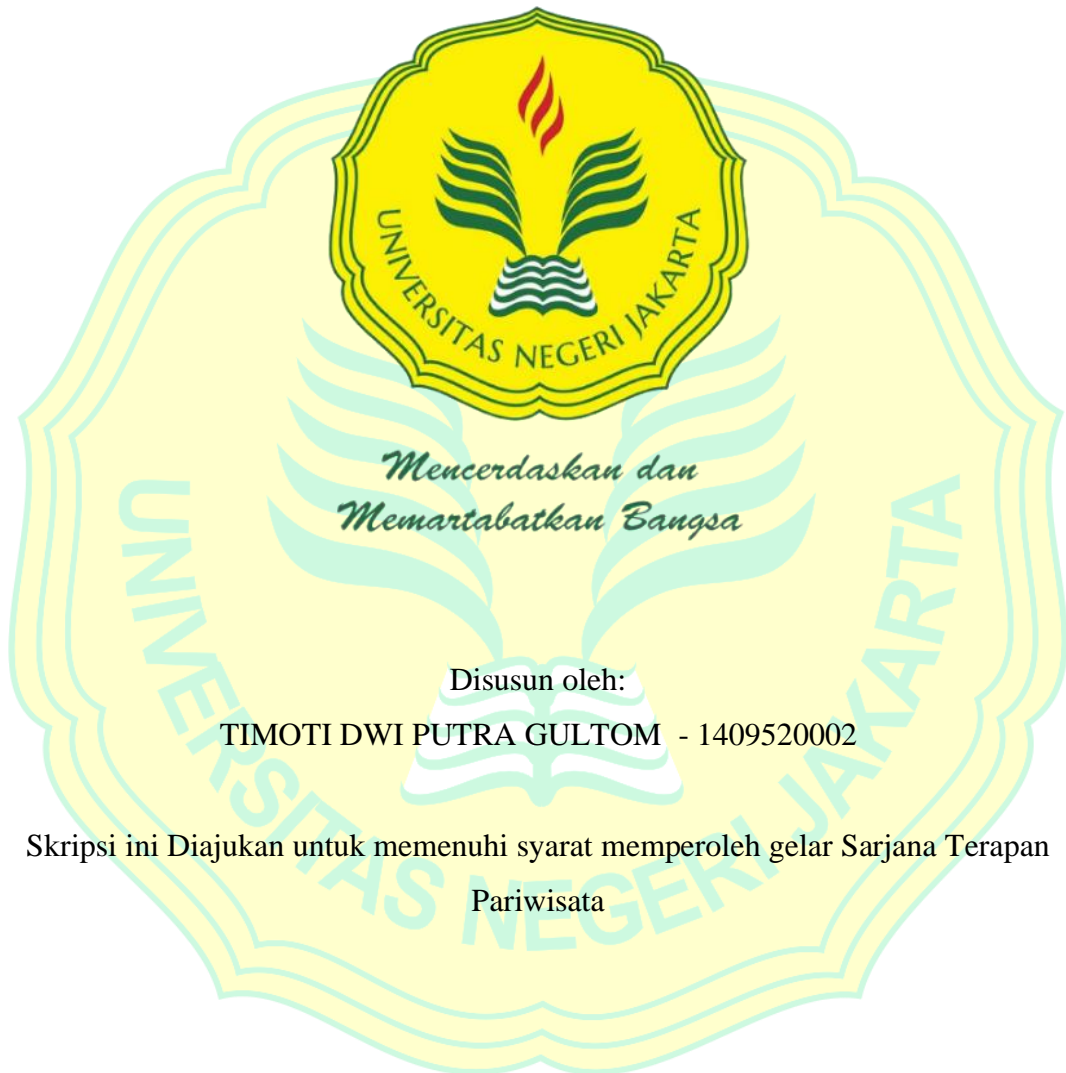 UNIVERSITAS NEGERI JAKARTA
Mencerdaskan dan
Memartabatkan Bangsa
UNIVERSITAS NEGERI JAKARTA
Disusun oleh:
TIMOTI DWI PUTRA GULTOM - 1409520002
Skripsi ini Diajukan untuk memenuhi syarat memperoleh gelar Sarjana Terapan
Pariwisata